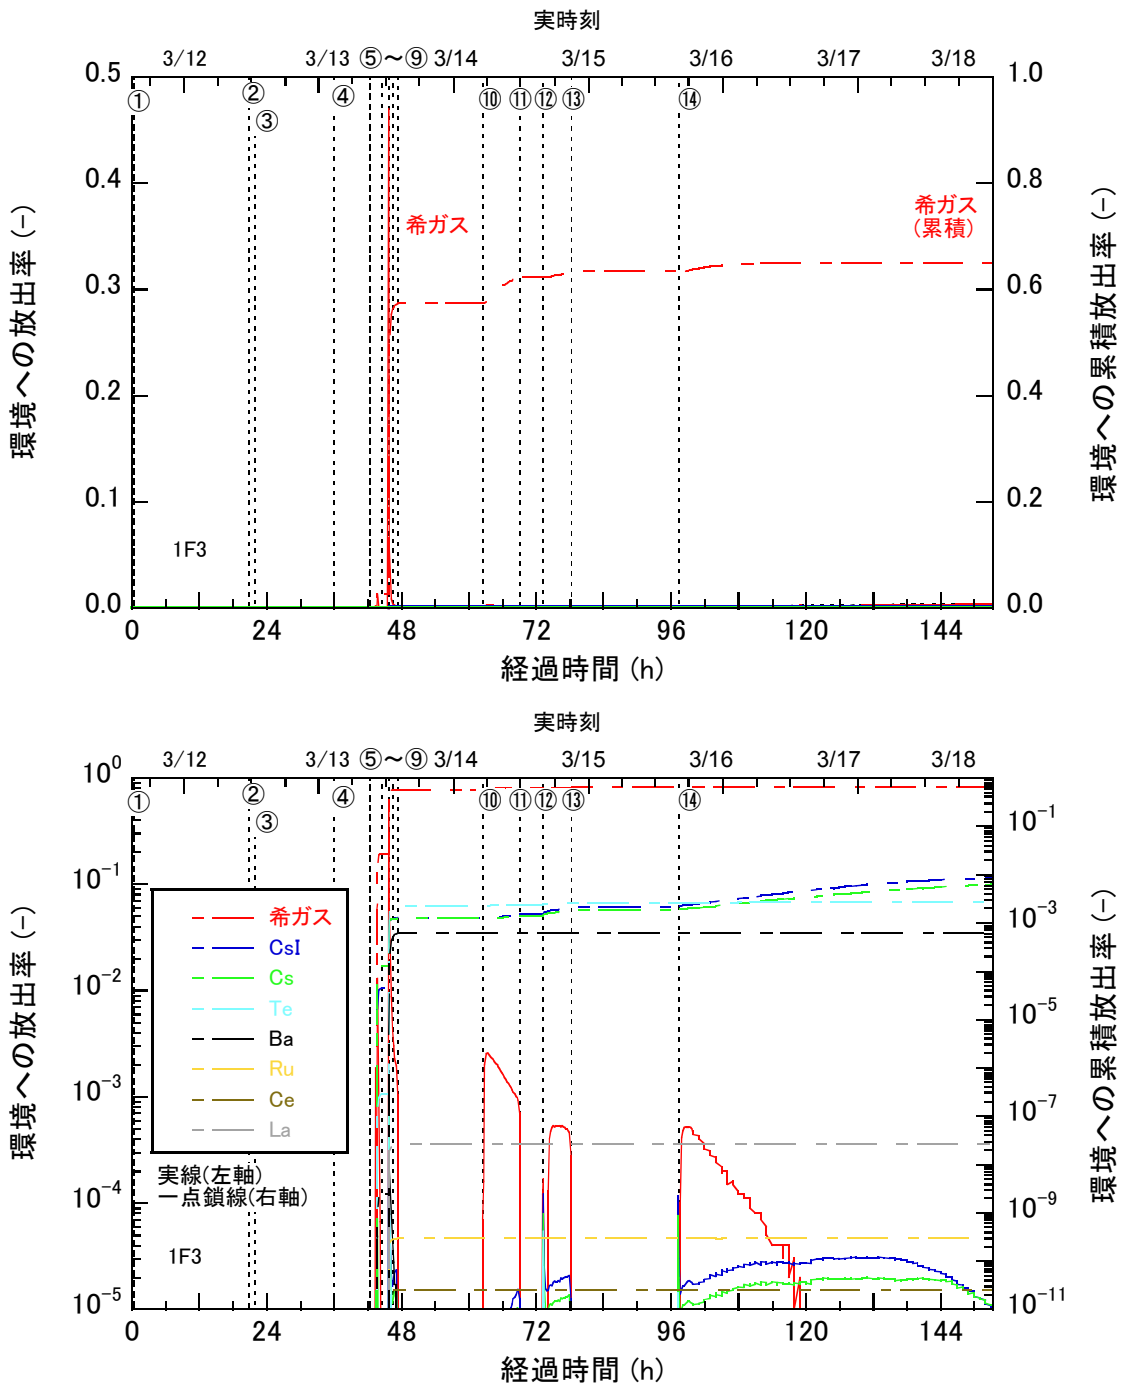 実時刻
3/12 3/13 ⑤～⑨ 3/14 3/15 3/16 3/17 3/18
0.5 1.0
① ② ④ ⑩ ⑪ ⑫ ⑬ ⑭
③
0.4 0.8
希ガス 希ガス
(累積)
0.3 0.6
環境への放出率 (-)
環境への累積放出率 (-)
0.2 0.4
0.1 0.2
1F3
0.0 0.0
0 24 48 72 96 120 144
経過時間 (h)
実時刻
3/12 3/13 ⑤～⑨ 3/14 3/15 3/16 3/17 3/18
10⁰
① ② ④ ⑩ ⑪ ⑫ ⑬ ⑭
③
10⁻¹
10⁻¹
希ガス
10⁻³
CsI
Cs
10⁻²
Te
10⁻⁵
Ba
Ru
10⁻³
Ce
10⁻⁷
La
環境への放出率 (-)
環境への累積放出率 (-)
実線(左軸)
一点鎖線(右軸)
10⁻⁴
10⁻⁹
1F3
10⁻⁵ 10⁻¹¹
0 24 48 72 96 120 144
経過時間 (h)